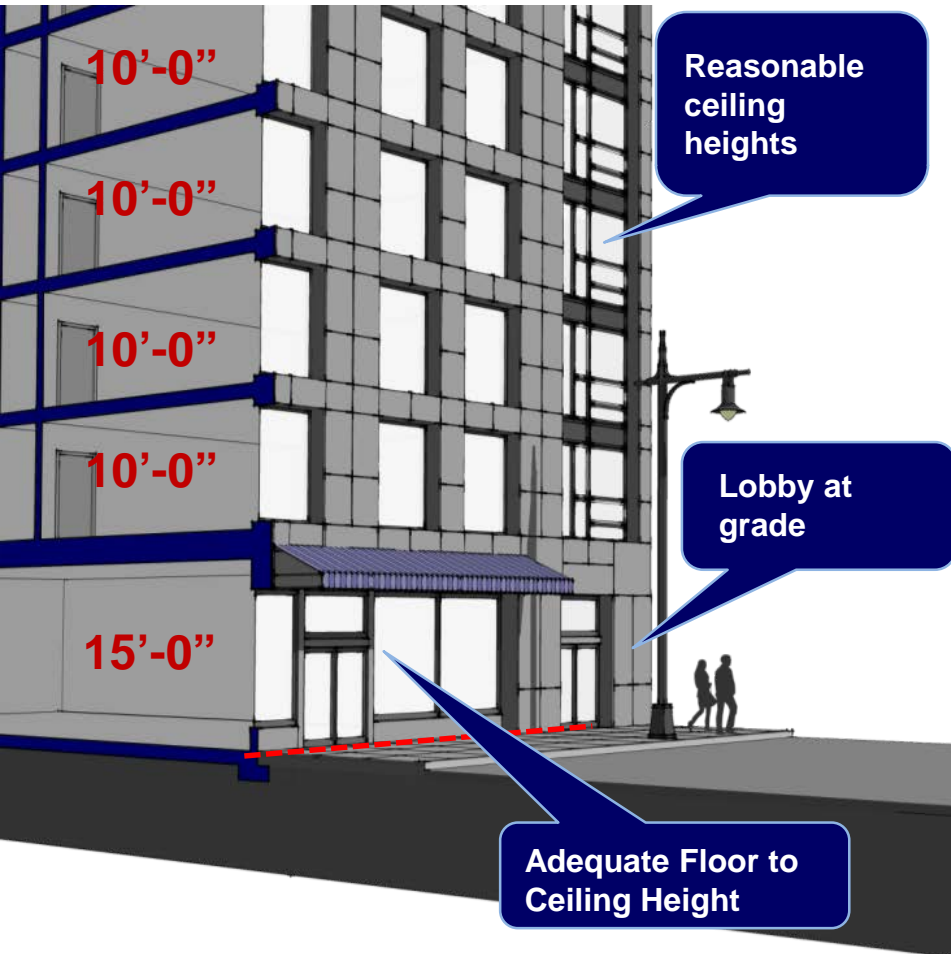 10’-0”
Reasonable
ceiling
heights
10’-0”
10’-0”
10’-0”
Lobby at
grade
15’-0”
Adequate Floor to
Ceiling Height